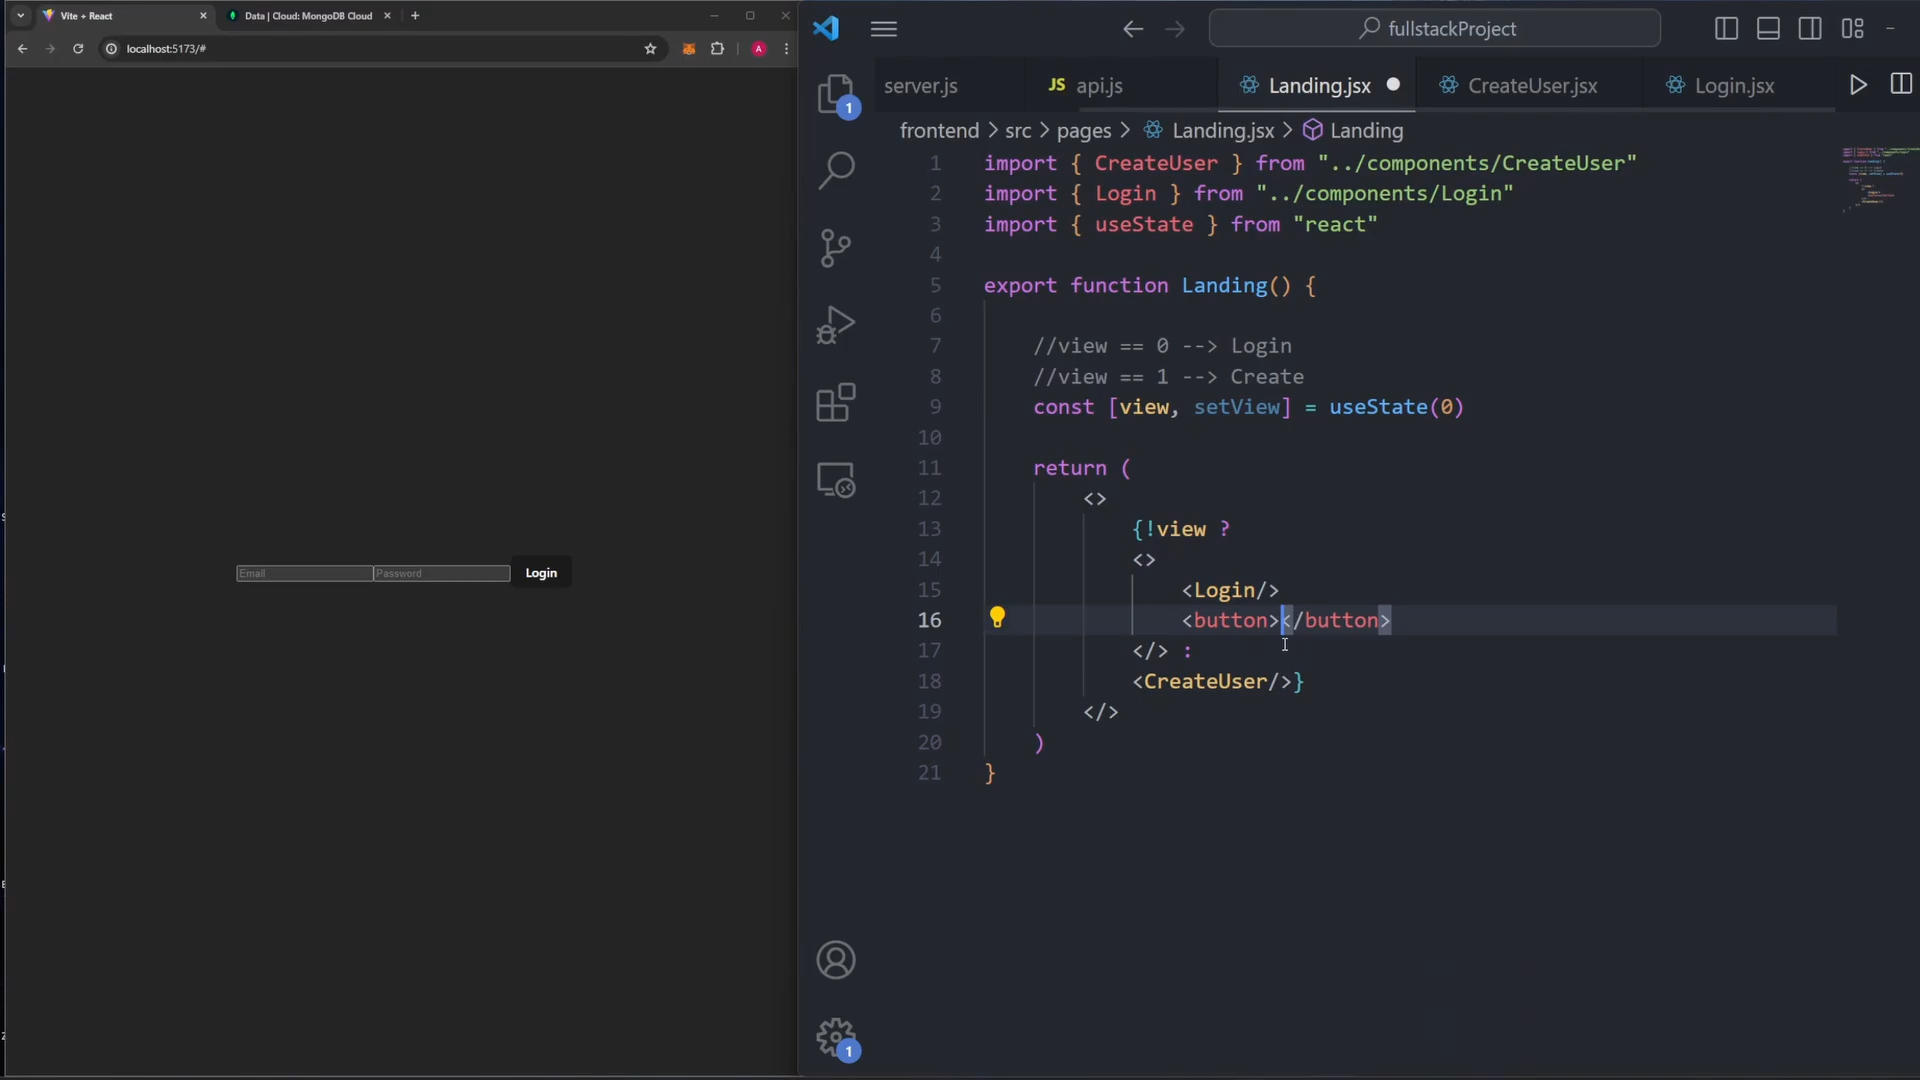 Vite + React
Data | Cloud: MongoDB Cloud
localhost:5173/#
A
Email
Password
Login
fullstackProject
server.js
JS api.js
Landing.jsx
CreateUser.jsx
Login.jsx
frontend > src > pages > Landing.jsx > Landing
1 import { CreateUser } from "../components/CreateUser"
2 import { Login } from "../components/Login"
3 import { useState } from "react"
4
5 export function Landing() {
6
7 //view == 0 --> Login
8 //view == 1 --> Create
9 const [view, setView] = useState(0)
10
11 return (
12 <>
13 {!view ?
14 <>
15 <Login/>
16 <button></button>
17 </> :
18 <CreateUser/>}
19 </>
20 )
21 }
1
1